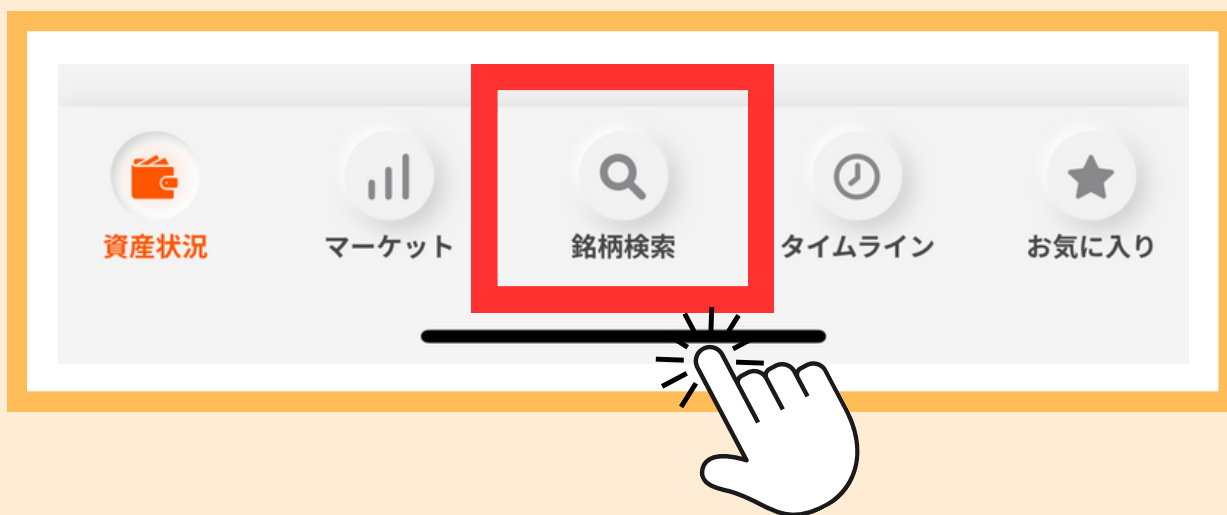 資産状況
マーケット
銘柄検索
タイムライン
お気に入り